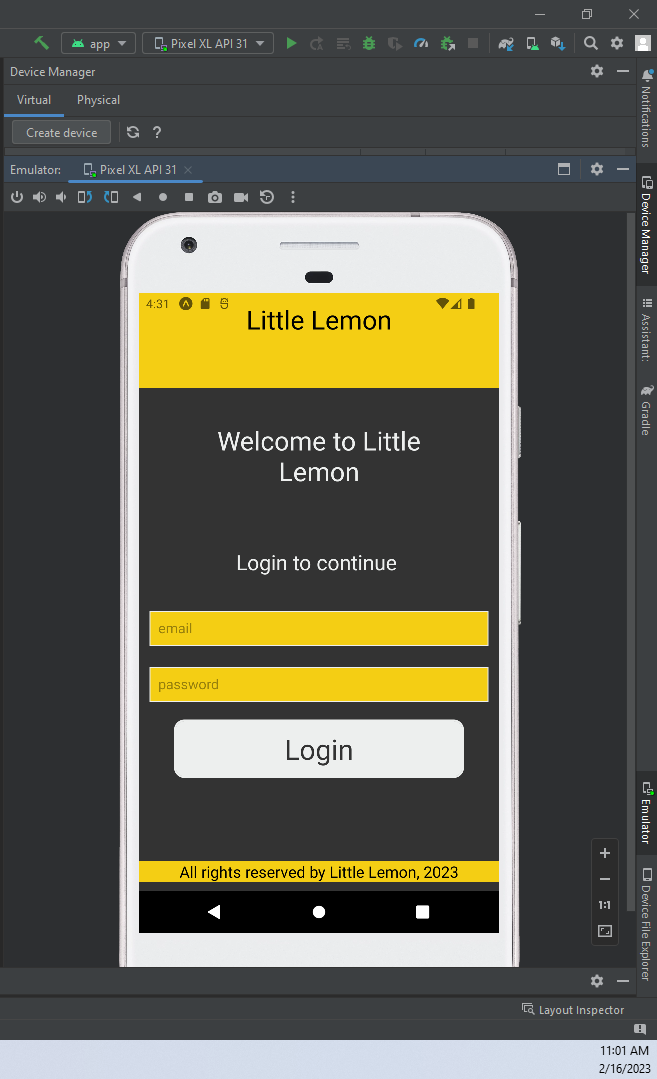 app
Pixel XL API 31
Device Manager
Virtual
Physical
Create device
?
Emulator:
Pixel XL API 31
Notifications
Device Manager
Assistant:
Gradle
4:31
Little Lemon
Welcome to Little
Lemon
Login to continue
email
password
Login
All rights reserved by Little Lemon, 2023
1:1
Emulator
Device File Explorer
Layout Inspector
11:01 AM
2/16/2023